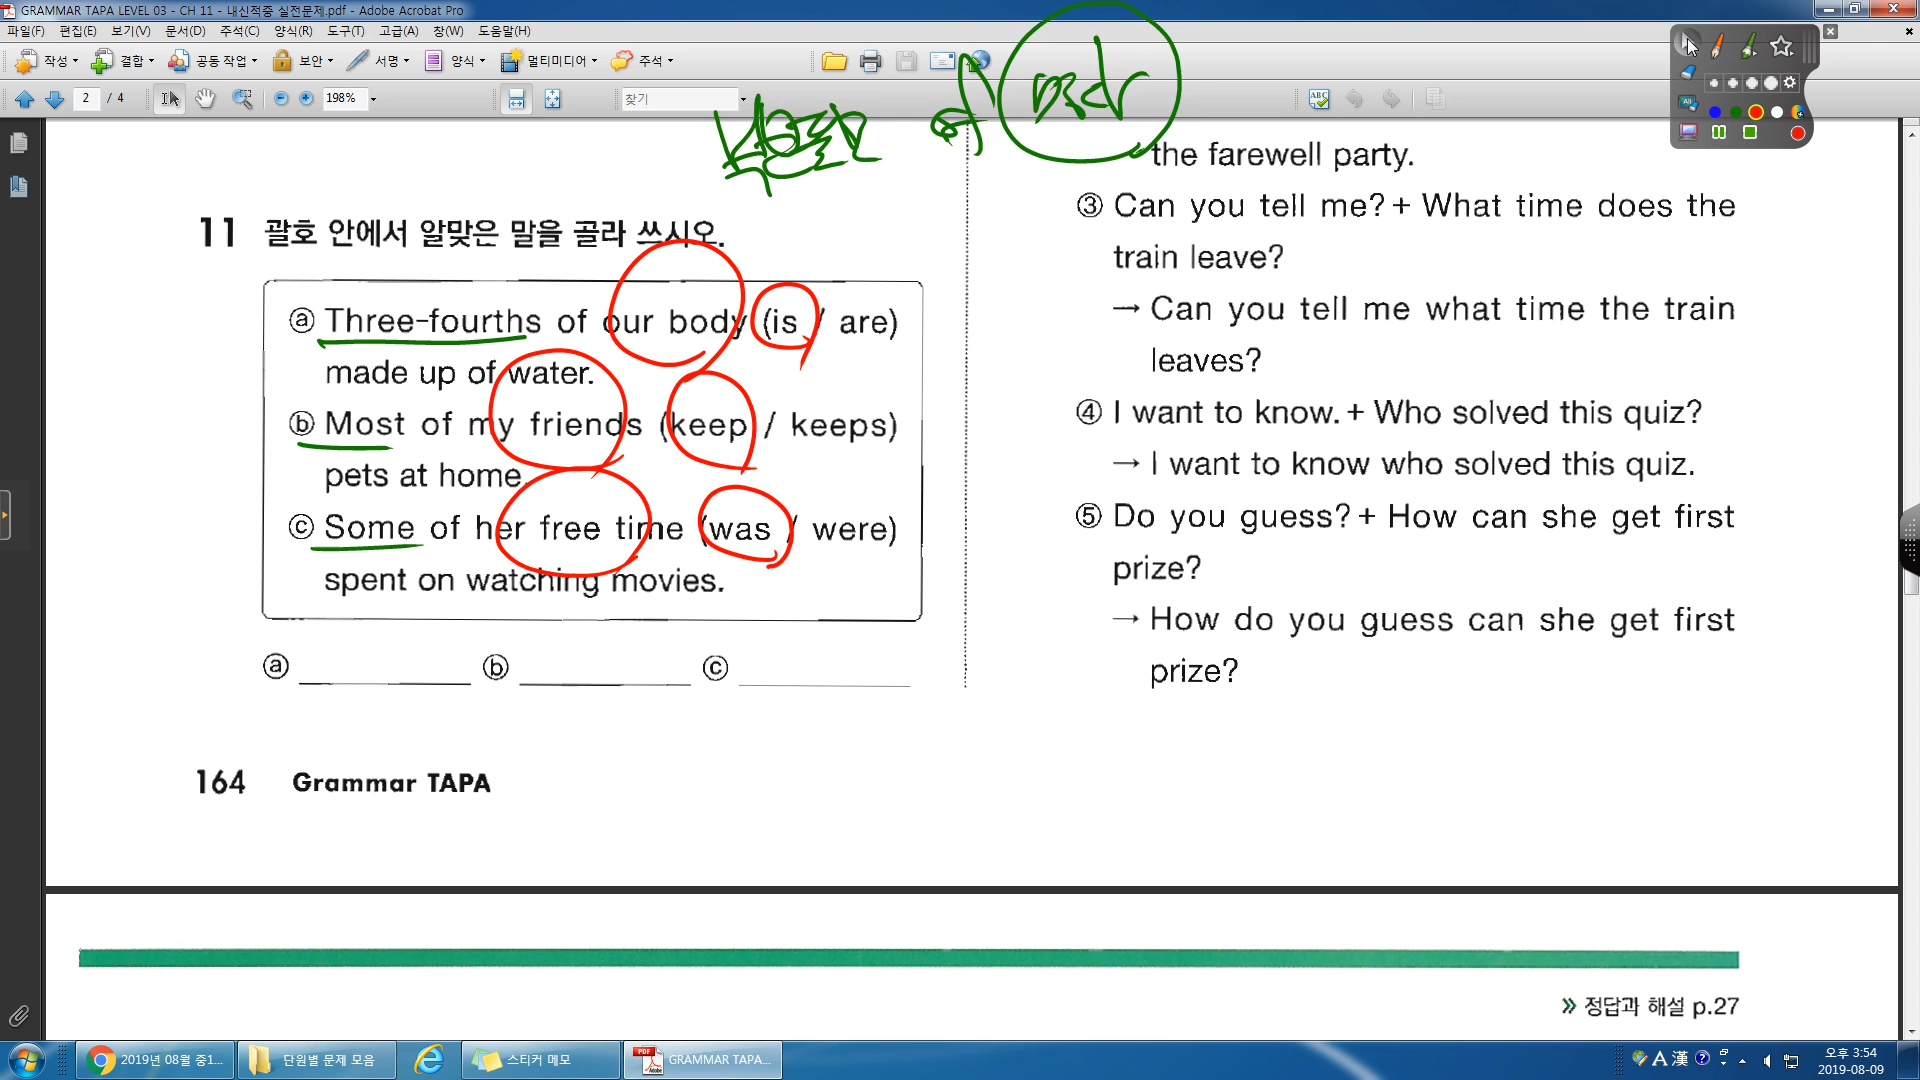 GRAMMAR TAPA LEVEL 03 - CH 11 - 내신적중 실전문제.pdf - Adobe Acrobat Pro
파일(F) 편집(E) 보기(V) 문서(D) 주석(C) 양식(R) 도구(T) 고급(A) 창(W) 도움말(H)
작성 결합 공동 작업 보안 서명 양식 멀티미디어 주석
2 / 4 198% 찾기
11 괄호 안에서 알맞은 말을 골라 쓰시오.
ⓐ Three-fourths of our body (is / are)
made up of water.
ⓑ Most of my friends (keep / keeps)
pets at home.
ⓒ Some of her free time (was / were)
spent on watching movies.
ⓐ ⓑ ⓒ
164 Grammar TAPA
the farewell party.
③ Can you tell me? + What time does the
train leave?
→ Can you tell me what time the train
leaves?
④ I want to know. + Who solved this quiz?
→ I want to know who solved this quiz.
⑤ Do you guess? + How can she get first
prize?
→ How do you guess can she get first
prize?
» 정답과 해설 p.27
2019년 08월 중1... 단원별 문제 모음 스티커 메모 GRAMMAR TAPA...
A 漢
오후 3:54
2019-08-09